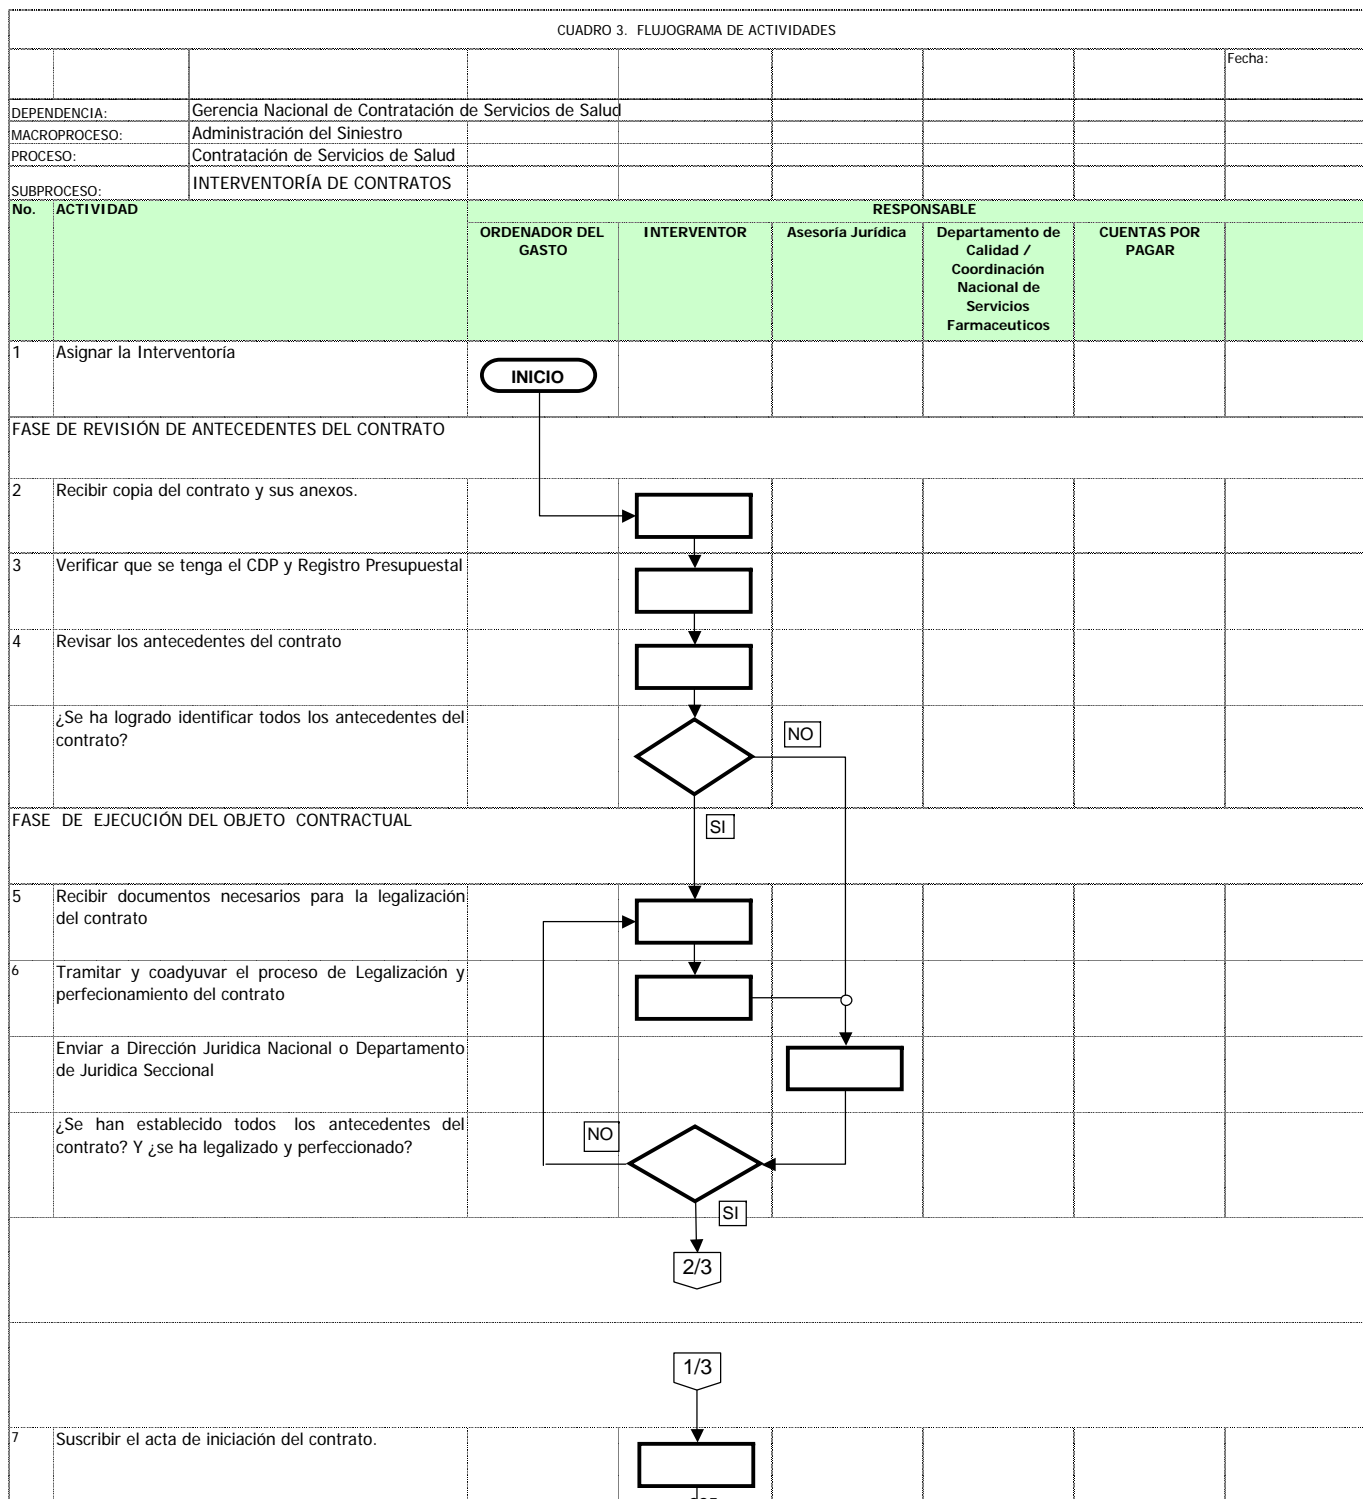 CUADRO 3. FLUJOGRAMA DE ACTIVIDADES
Fecha:
DEPENDENCIA: Gerencia Nacional de Contratación de Servicios de Salud
MACROPROCESO: Administración del Siniestro
PROCESO: Contratación de Servicios de Salud
SUBPROCESO: INTERVENTORÍA DE CONTRATOS
No. ACTIVIDAD RESPONSABLE
ORDENADOR DEL
GASTO
INTERVENTOR
Asesoría Jurídica
Departamento de
Calidad /
Coordinación
Nacional de
Servicios
Farmaceuticos
CUENTAS POR
PAGAR
1 Asignar la Interventoría
INICIO
FASE DE REVISIÓN DE ANTECEDENTES DEL CONTRATO
2 Recibir copia del contrato y sus anexos.
3 Verificar que se tenga el CDP y Registro Presupuestal
4 Revisar los antecedentes del contrato
¿Se ha logrado identificar todos los antecedentes del
contrato?
NO
FASE DE EJECUCIÓN DEL OBJETO CONTRACTUAL
SI
5 Recibir documentos necesarios para la legalización
del contrato
6 Tramitar y coadyuvar el proceso de Legalización y
perfecionamiento del contrato
Enviar a Dirección Juridica Nacional o Departamento
de Juridica Seccional
¿Se han establecido todos los antecedentes del
contrato? Y ¿se ha legalizado y perfeccionado?
NO
SI
2/3
1/3
7 Suscribir el acta de iniciación del contrato.